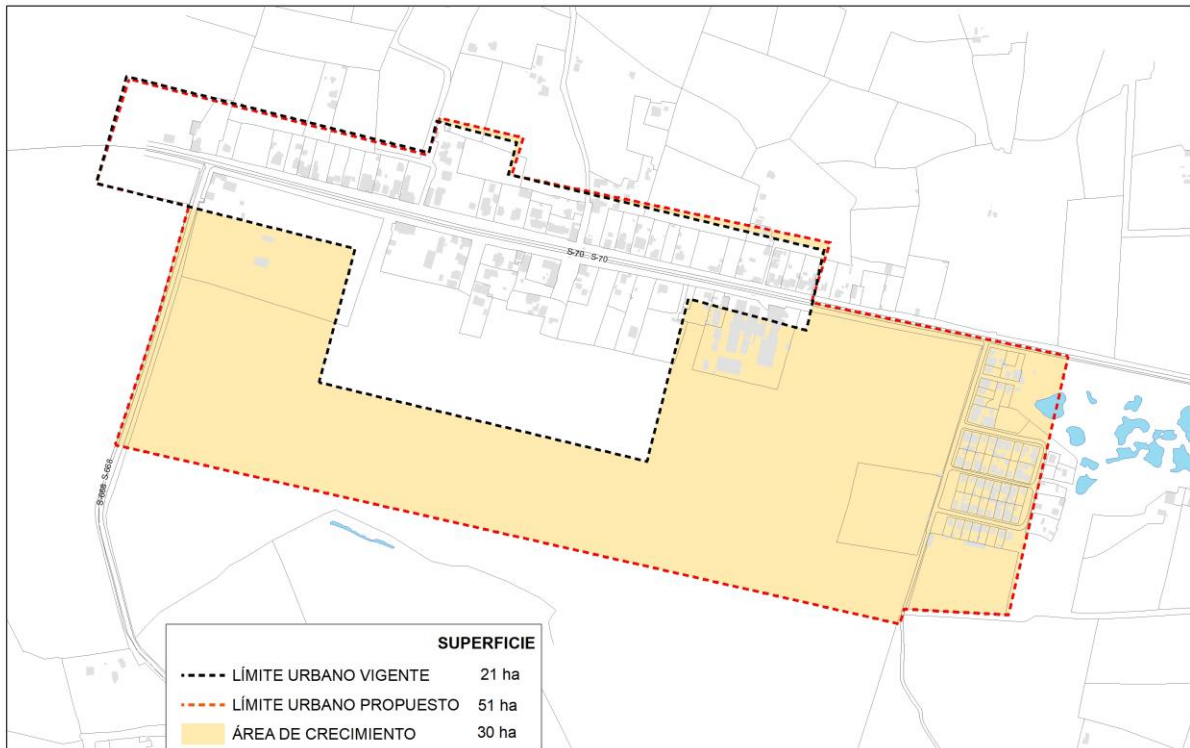 S-70 S-70
S-668 S-668
SUPERFICIE
LÍMITE URBANO VIGENTE 21 ha
LÍMITE URBANO PROPUESTO 51 ha
ÁREA DE CRECIMIENTO 30 ha